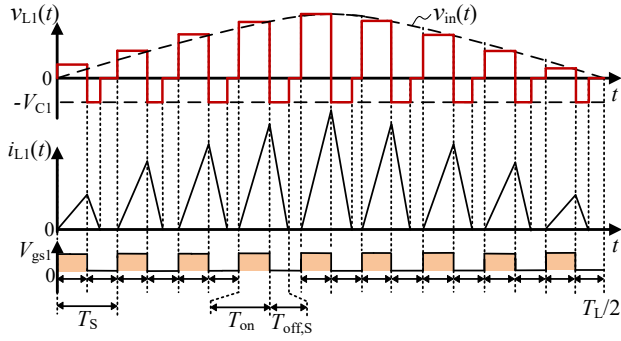 v_L1(t)
v_in(t)
0
-V_C1
t
i_L1(t)
0
t
V_gs1
0
T_S
T_on
T_off,S
T_L/2